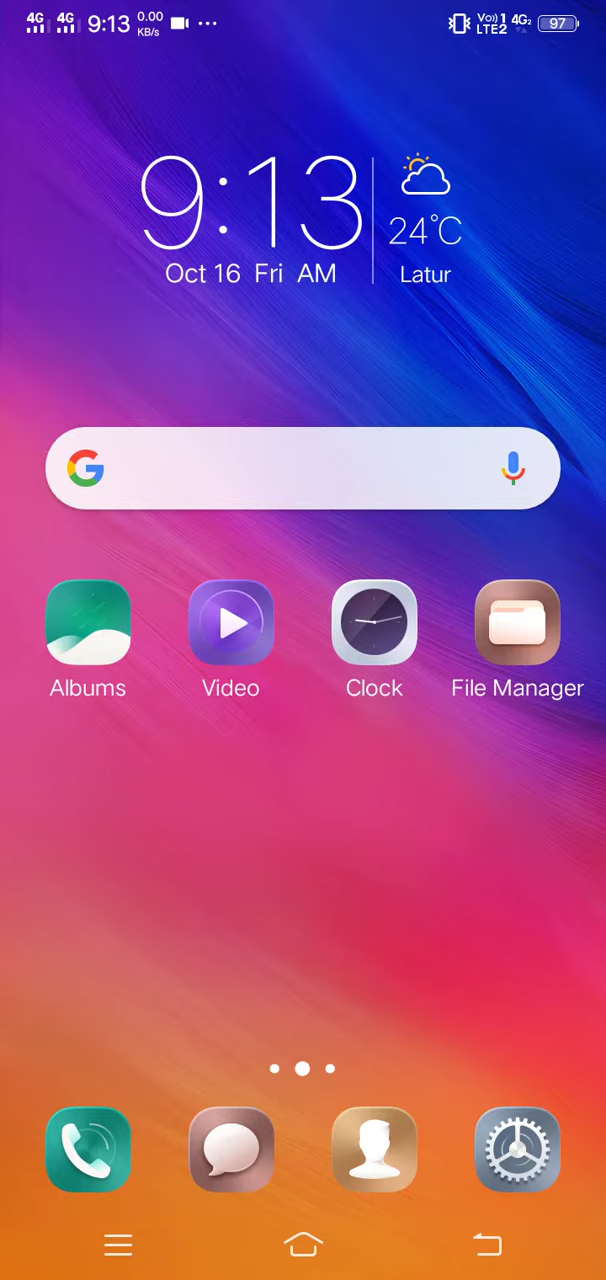 4G 4G 9:13 0.00 KB/s ... Vo)) 1 LTE2 4G2 97
9:13
24°C
Oct 16 Fri AM
Latur
G
Albums Video Clock File Manager